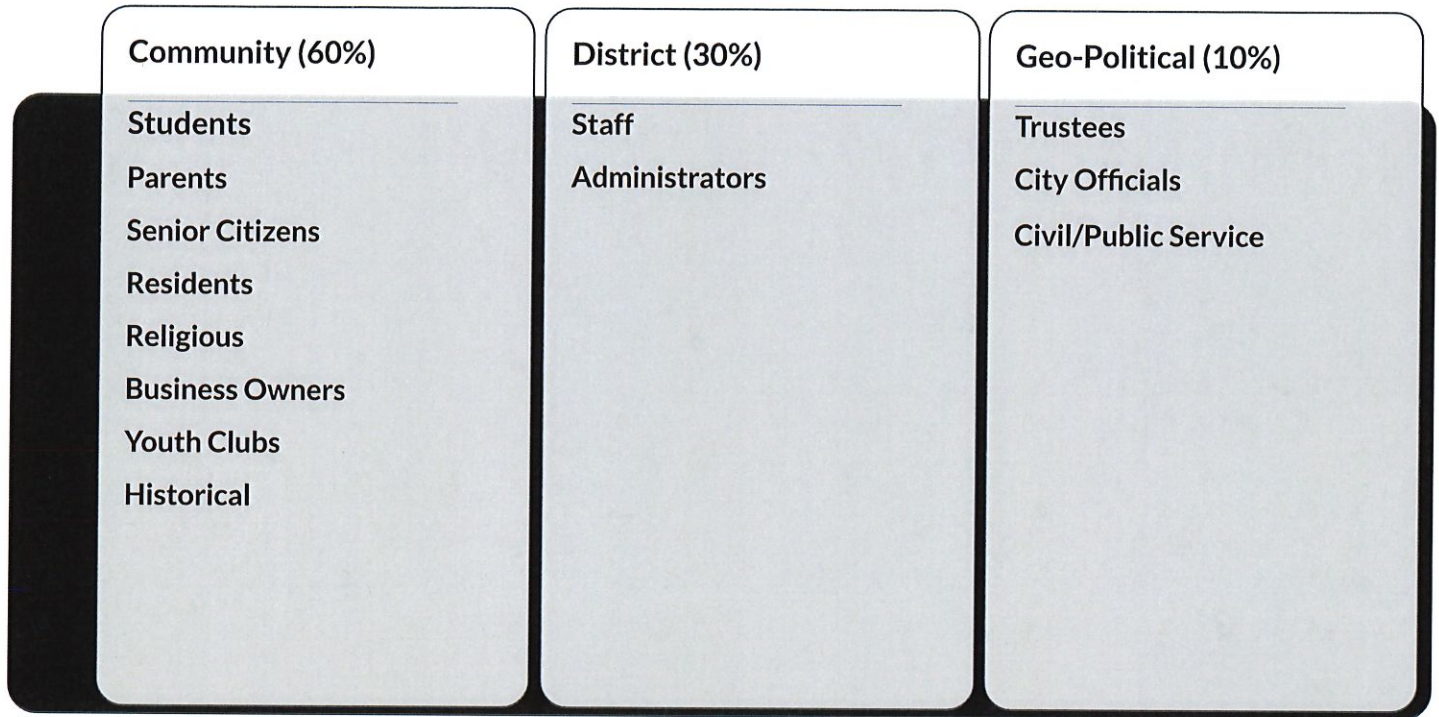 Community (60%)
Students
Parents
Senior Citizens
Residents
Religious
Business Owners
Youth Clubs
Historical
District (30%)
Staff
Administrators
Geo-Political (10%)
Trustees
City Officials
Civil/Public Service